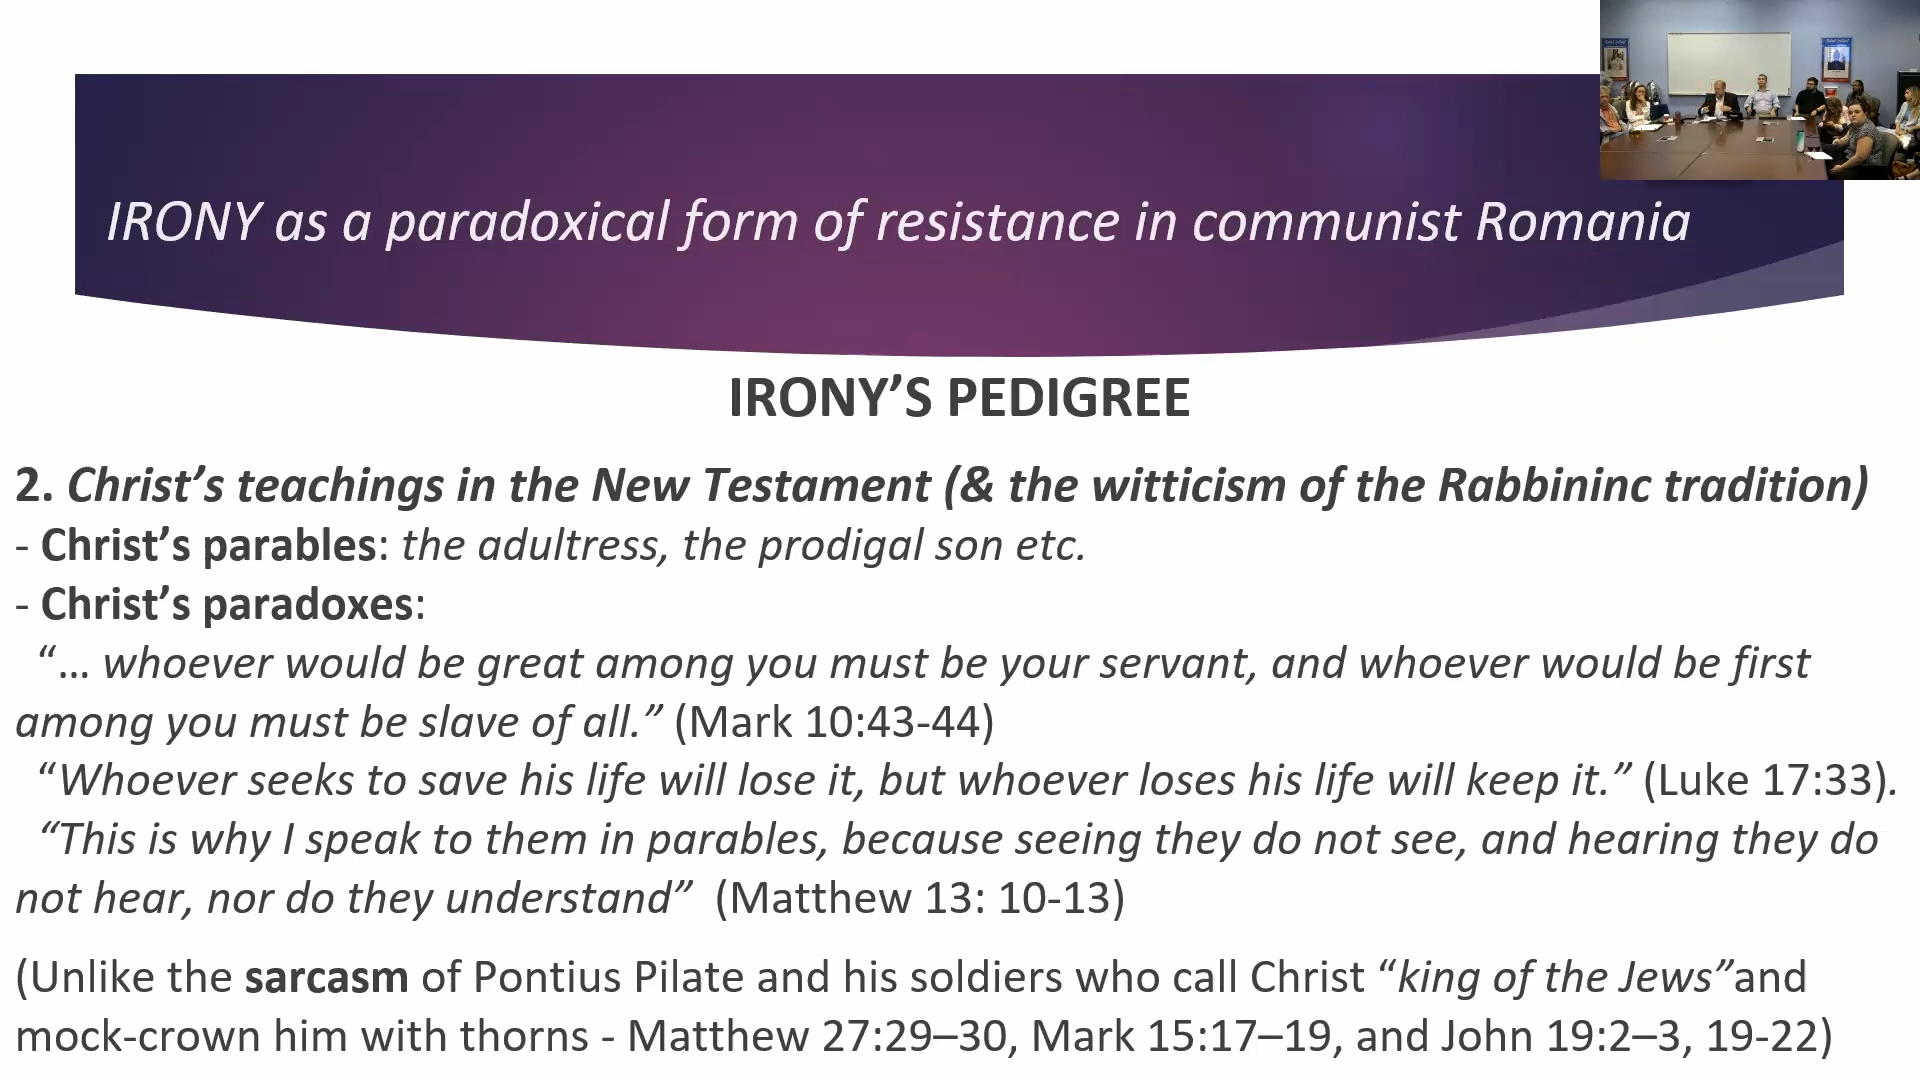 IRONY as a paradoxical form of resistance in communist Romania
IRONY’S PEDIGREE
2. Christ’s teachings in the New Testament (& the witticism of the Rabbininc tradition)
- Christ’s parables: the adultress, the prodigal son etc.
- Christ’s paradoxes:
“… whoever would be great among you must be your servant, and whoever would be first
among you must be slave of all.” (Mark 10:43-44)
“Whoever seeks to save his life will lose it, but whoever loses his life will keep it.” (Luke 17:33).
“This is why I speak to them in parables, because seeing they do not see, and hearing they do
not hear, nor do they understand” (Matthew 13: 10-13)
(Unlike the sarcasm of Pontius Pilate and his soldiers who call Christ “king of the Jews”and
mock-crown him with thorns - Matthew 27:29–30, Mark 15:17–19, and John 19:2–3, 19-22)